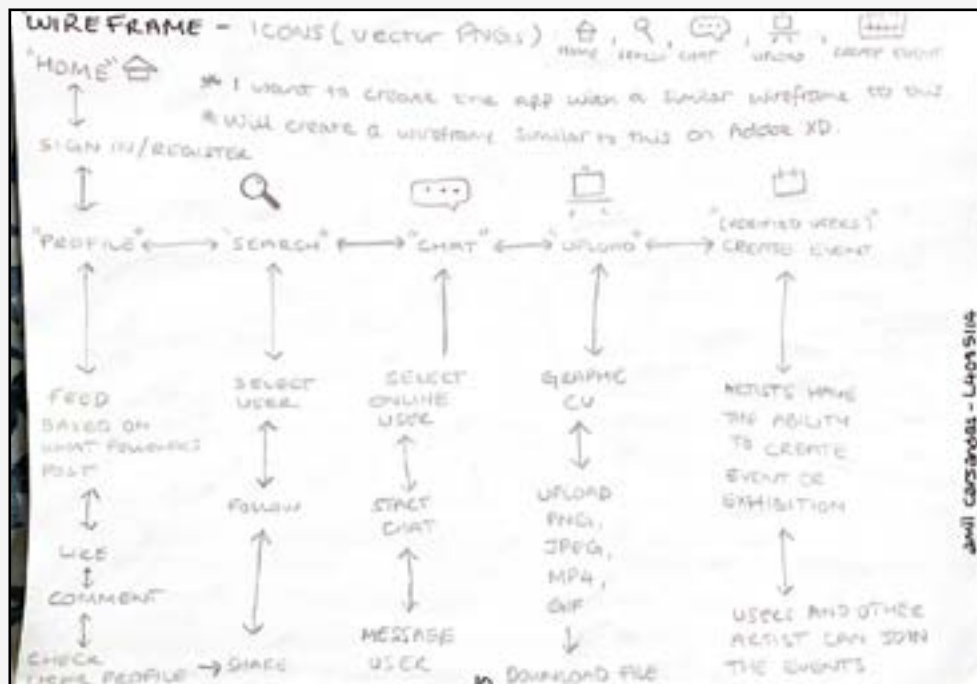 WIREFRAME - ICONS (vector PNGs)
HOME, SEARCH, CHAT, UPLOAD, CREATE EVENT
"HOME"
* I want to create the app with a similar wireframe to this.
* Will create a wireframe similar to this on Adobe XD.
SIGN IN/REGISTER
"PROFILE" "SEARCH" "CHAT" "UPLOAD" "(VERIFIED USERS)"
CREATE EVENT
FEED
BASED ON
WHAT FOLLOWERS
POST
LIKE
COMMENT
CHECK
USERS PROFILE → SHARE
SELECT
USER
FOLLOW
SELECT
ONLINE
USER
START
CHAT
MESSAGE
USER
GRAPHIC
CV
UPLOAD
PNG,
JPEG,
MP4,
GIF
DOWNLOAD FILE
ARTISTS HAVE
THE ABILITY
TO CREATE
EVENT OR
EXHIBITION
USERS AND OTHER
ARTIST CAN JOIN
THE EVENTS